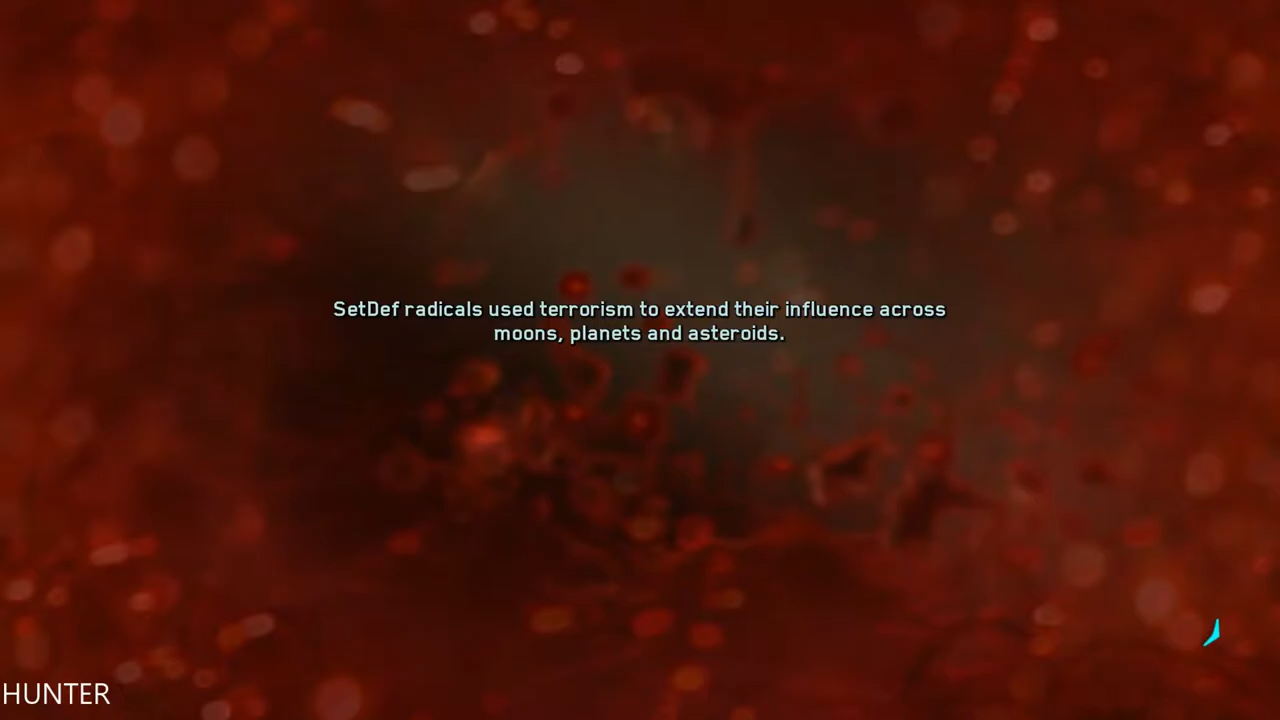 SetDef radicals used terrorism to extend their influence across
moons, planets and asteroids.
HUNTER